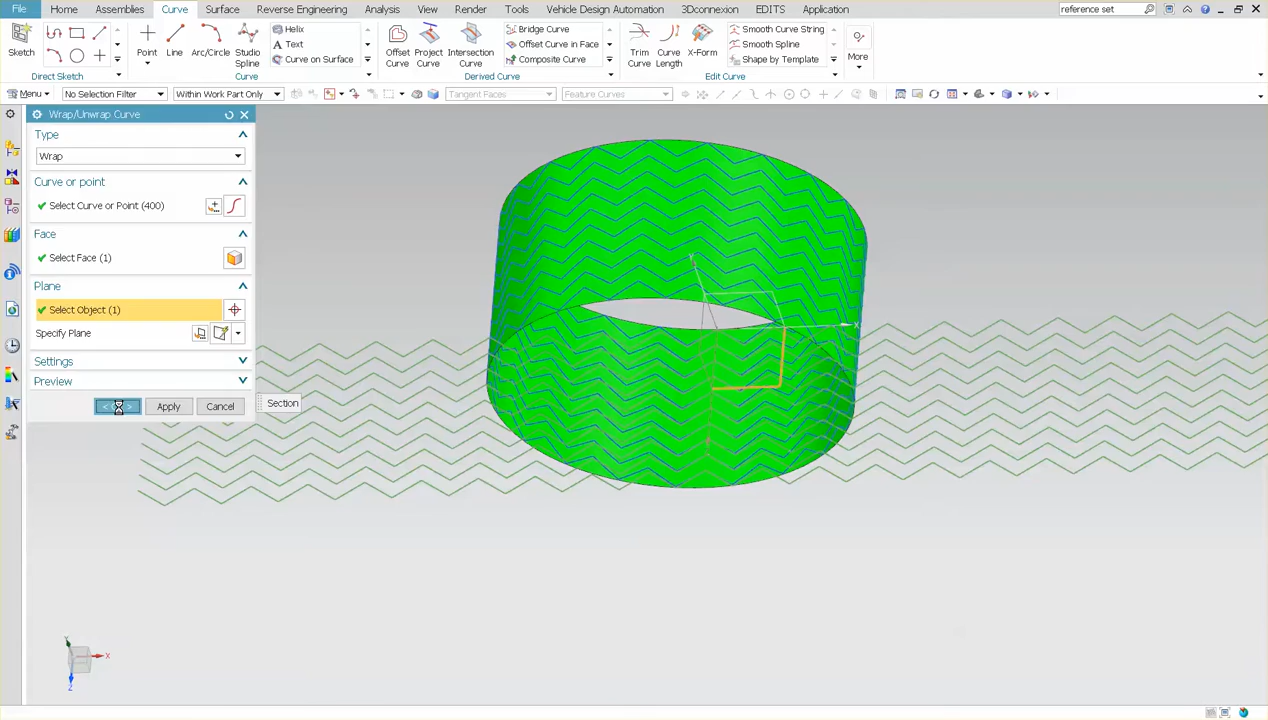 File Home Assemblies Curve Surface Reverse Engineering Analysis View Render Tools Vehicle Design Automation 3Dconnexion EDITS Application reference set
Helix Bridge Curve Smooth Curve String
Text Offset Curve in Face Smooth Spline
Curve on Surface Composite Curve Shape by Template
Sketch Point Line Arc/Circle Studio Spline Offset Curve Project Curve Intersection Curve Trim Curve Curve Length X-Form More
Direct Sketch Curve Derived Curve Edit Curve
Menu No Selection Filter Within Work Part Only Tangent Faces Feature Curves
Wrap/Unwrap Curve
Type
Wrap
Curve or point
Select Curve or Point (400)
Face
Select Face (1)
Plane
Select Object (1)
Specify Plane
Settings
Preview
Apply Cancel
Section
Y
X
Y
X
Z